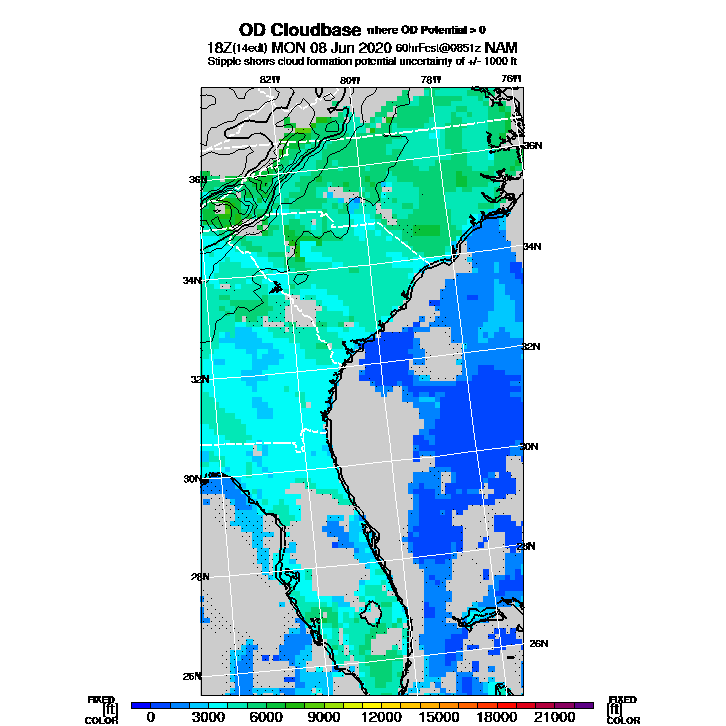 OD Cloudbase where OD Potential > 0
18Z(14edt) MON 08 Jun 2020 60hrFcst@0851z NAM
Stipple shows cloud formation potential uncertainty of +/- 1000 ft
82W 80W 78W 76W
36N
36N
34N
34N
32N
32N
30N
30N
28N
28N
26N
26N
FIXED FIXED
[ft] [ft]
COLOR COLOR
0 3000 6000 9000 12000 15000 18000 21000